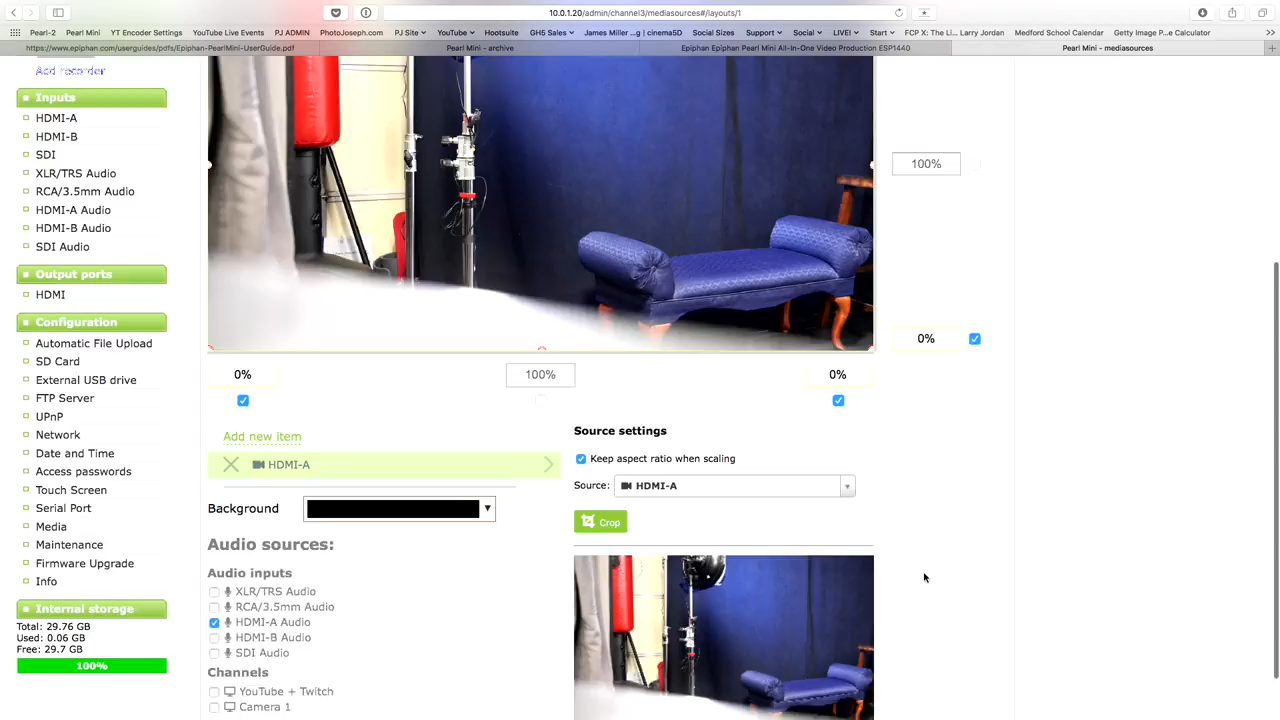 10.0.1.20/admin/channel3/mediasources#/layouts/1
Pearl-2 Pearl Mini YT Encoder Settings YouTube Live Events PJ ADMIN PhotoJoseph.com PJ Site YouTube Hootsuite GH5 Sales James Miller .g | cinema5D Social Sizes Support Social LIVE! Start FCP X: The Li... Larry Jordan Medford School Calendar Getty Image P...e Calculator
https://www.epiphan.com/userguides/pdfs/Epiphan-PearlMini-UserGuide.pdf Pearl Mini - archive Epiphan Epiphan Pearl Mini All-In-One Video Production ESP1440 Pearl Mini - mediasources
Add recorder
Inputs
HDMI-A
HDMI-B
SDI
XLR/TRS Audio
RCA/3.5mm Audio
HDMI-A Audio
HDMI-B Audio
SDI Audio
Output ports
HDMI
Configuration
Automatic File Upload
SD Card
External USB drive
FTP Server
UPnP
Network
Date and Time
Access passwords
Touch Screen
Serial Port
Media
Maintenance
Firmware Upgrade
Info
Internal storage
Total: 29.76 GB
Used: 0.06 GB
Free: 29.7 GB
100%
100%
0%
0% 100% 0%
Add new item
HDMI-A
Background
Audio sources:
Audio inputs
XLR/TRS Audio
RCA/3.5mm Audio
HDMI-A Audio
HDMI-B Audio
SDI Audio
Channels
YouTube + Twitch
Camera 1
Source settings
Keep aspect ratio when scaling
Source: HDMI-A
Crop